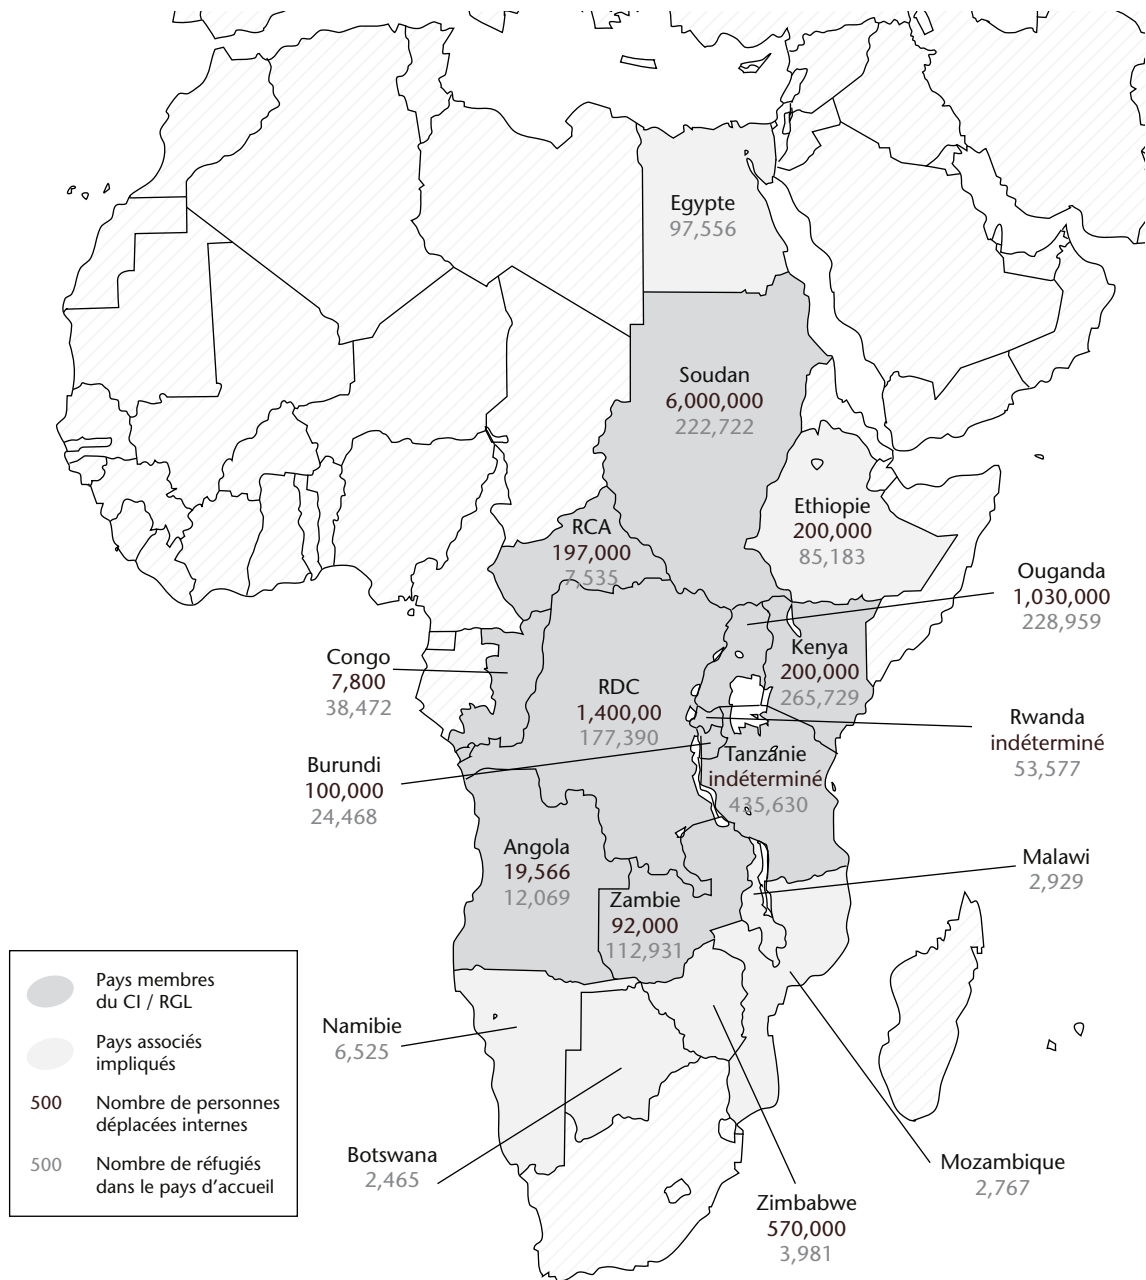 Egypte
97,556
Soudan
6,000,000
222,722
Ethiopie
200,000
85,183
RCA
197,000
7,535
Ouganda
1,030,000
228,959
Kenya
200,000
265,729
Congo
7,800
38,472
RDC
1,400,00
177,390
Rwanda
indéterminé
53,577
Burundi
100,000
24,468
Tanzanie
indéterminé
435,630
Angola
19,566
12,069
Malawi
2,929
Zambie
92,000
112,931
Namibie
6,525
Botswana
2,465
Mozambique
2,767
Zimbabwe
570,000
3,981
Pays membres
du CI / RGL
Pays associés
impliqués
500 Nombre de personnes
déplacées internes
500 Nombre de réfugiés
dans le pays d’accueil